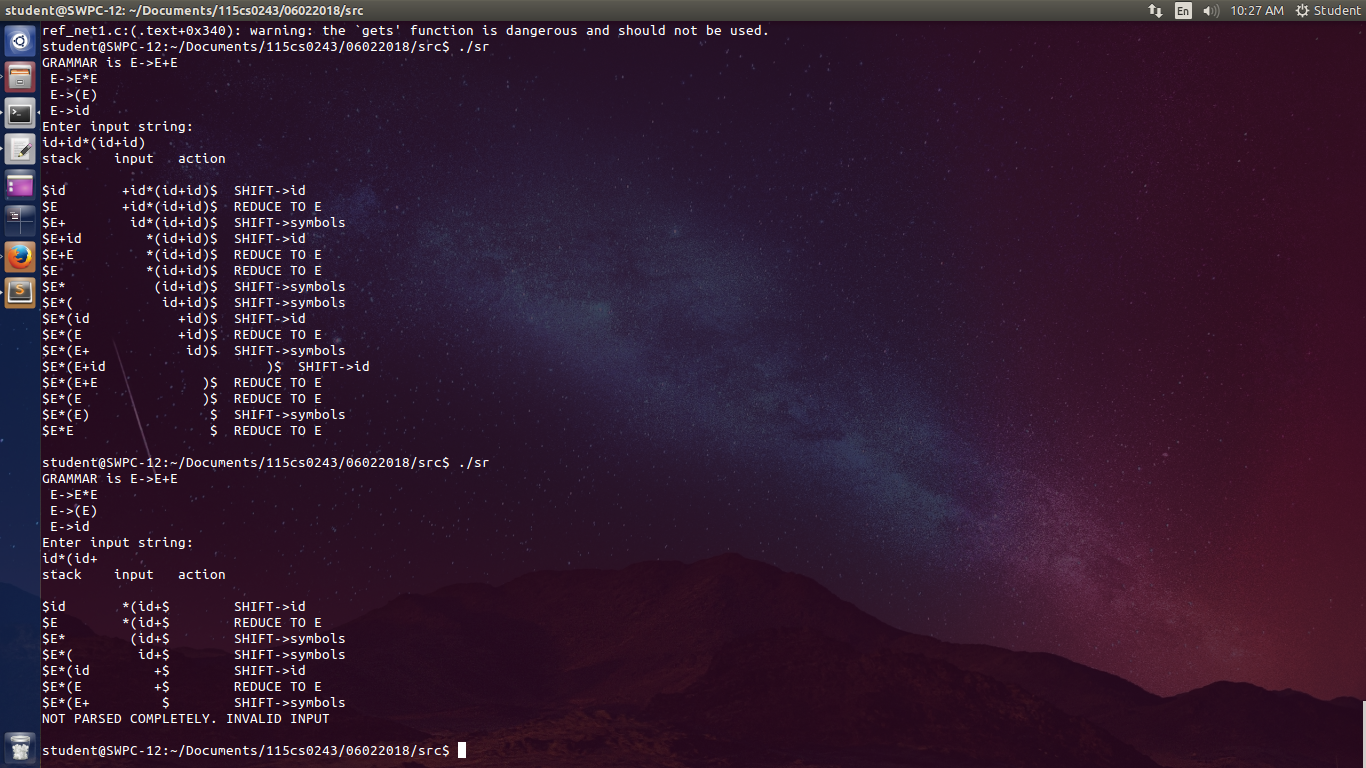 student@SWPC-12: ~/Documents/115cs0243/06022018/src En 10:27 AM Student
ref_net1.c:(.text+0x340): warning: the `gets' function is dangerous and should not be used.
student@SWPC-12:~/Documents/115cs0243/06022018/src$ ./sr
GRAMMAR is E->E+E
 E->E*E
 E->(E)
 E->id
Enter input string:
id+id*(id+id)
stack    input   action
$id       +id*(id+id)$  SHIFT->id
$E        +id*(id+id)$  REDUCE TO E
$E+        id*(id+id)$  SHIFT->symbols
$E+id        *(id+id)$  SHIFT->id
$E+E         *(id+id)$  REDUCE TO E
$E           *(id+id)$  REDUCE TO E
$E*           (id+id)$  SHIFT->symbols
$E*(           id+id)$  SHIFT->symbols
$E*(id           +id)$  SHIFT->id
$E*(E            +id)$  REDUCE TO E
$E*(E+            id)$  SHIFT->symbols
$E*(E+id                    )$  SHIFT->id
$E*(E+E             )$  REDUCE TO E
$E*(E               )$  REDUCE TO E
$E*(E)               $  SHIFT->symbols
$E*E                 $  REDUCE TO E
student@SWPC-12:~/Documents/115cs0243/06022018/src$ ./sr
GRAMMAR is E->E+E
 E->E*E
 E->(E)
 E->id
Enter input string:
id*(id+
stack    input   action
$id       *(id+$        SHIFT->id
$E        *(id+$        REDUCE TO E
$E*        (id+$        SHIFT->symbols
$E*(        id+$        SHIFT->symbols
$E*(id        +$        SHIFT->id
$E*(E         +$        REDUCE TO E
$E*(E+         $        SHIFT->symbols
NOT PARSED COMPLETELY. INVALID INPUT
student@SWPC-12:~/Documents/115cs0243/06022018/src$